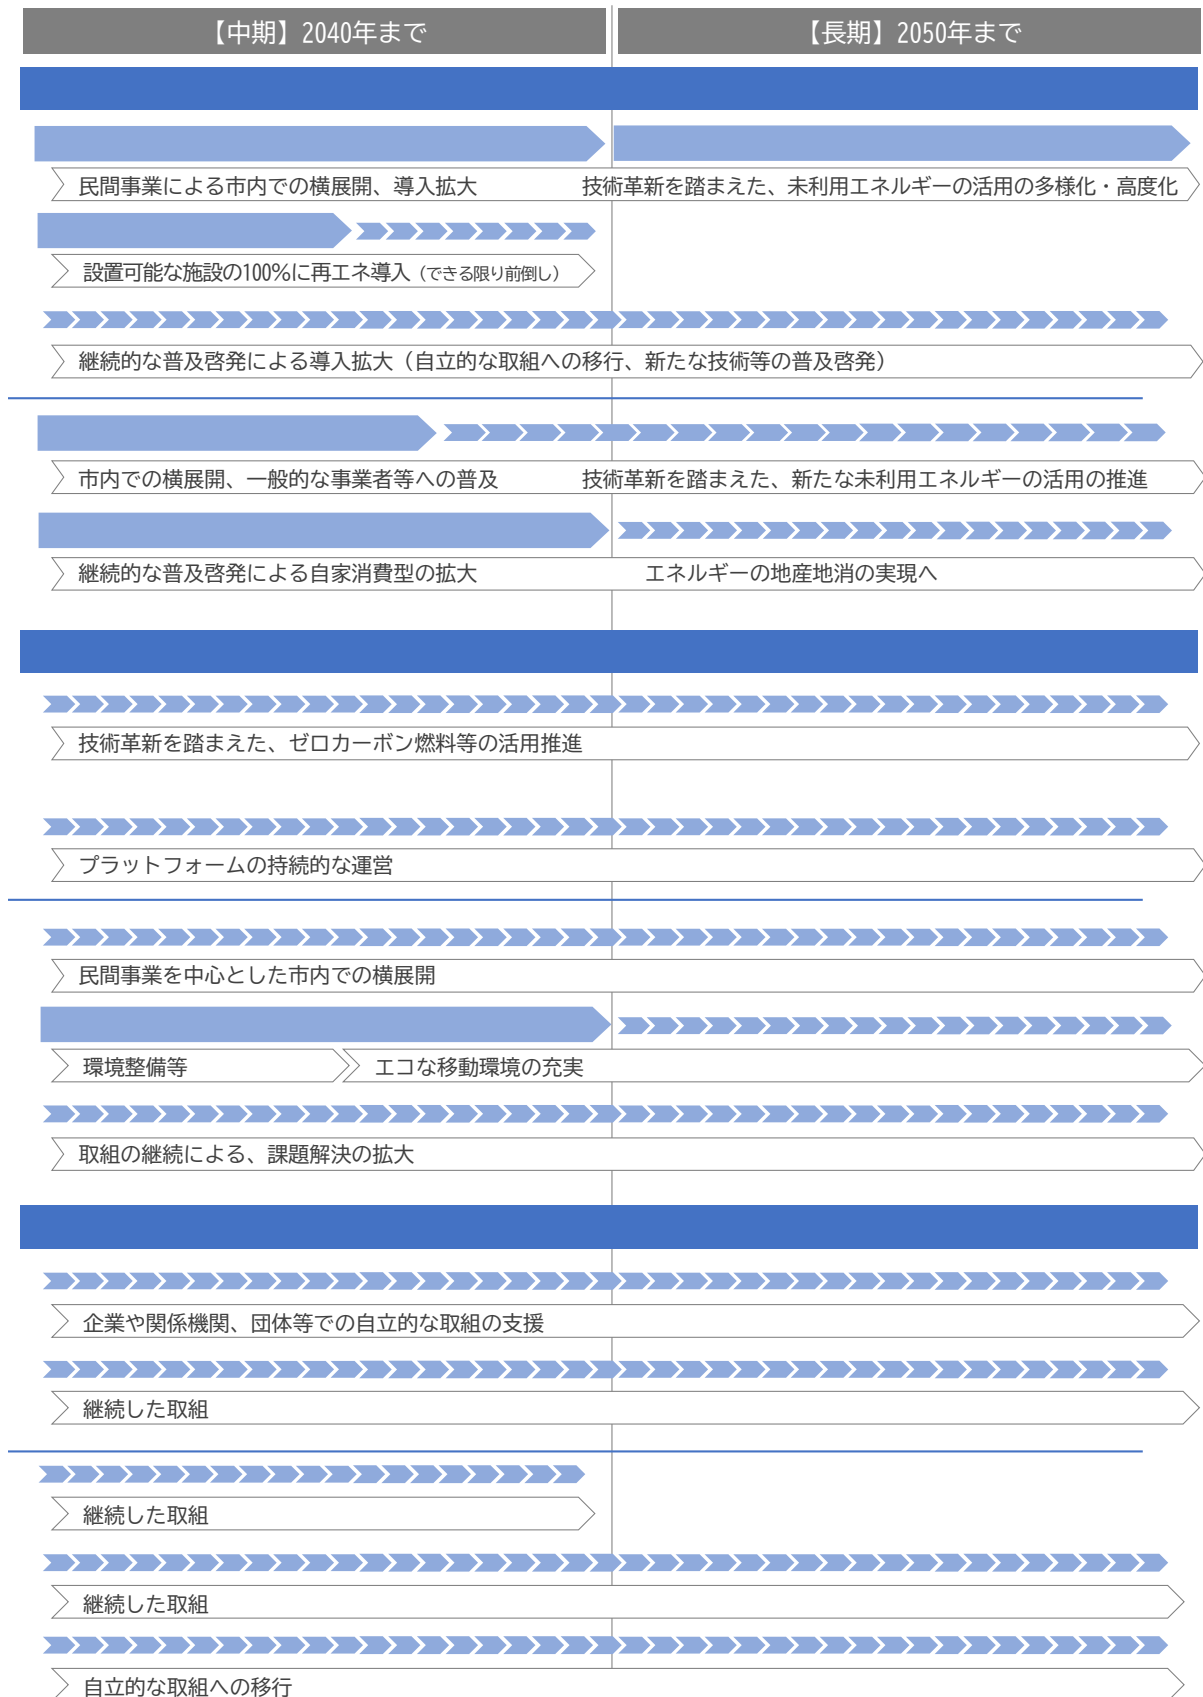 【中期】2040年まで
【長期】2050年まで
民間事業による市内での横展開、導入拡大
技術革新を踏まえた、未利用エネルギーの活用の多様化・高度化
設置可能な施設の100%に再エネ導入（できる限り前倒し）
継続的な普及啓発による導入拡大（自立的な取組への移行、新たな技術等の普及啓発）
市内での横展開、一般的な事業者等への普及
技術革新を踏まえた、新たな未利用エネルギーの活用の推進
継続的な普及啓発による自家消費型の拡大
エネルギーの地産地消の実現へ
技術革新を踏まえた、ゼロカーボン燃料等の活用推進
プラットフォームの持続的な運営
民間事業を中心とした市内での横展開
環境整備等
エコな移動環境の充実
取組の継続による、課題解決の拡大
企業や関係機関、団体等での自立的な取組の支援
継続した取組
継続した取組
継続した取組
自立的な取組への移行